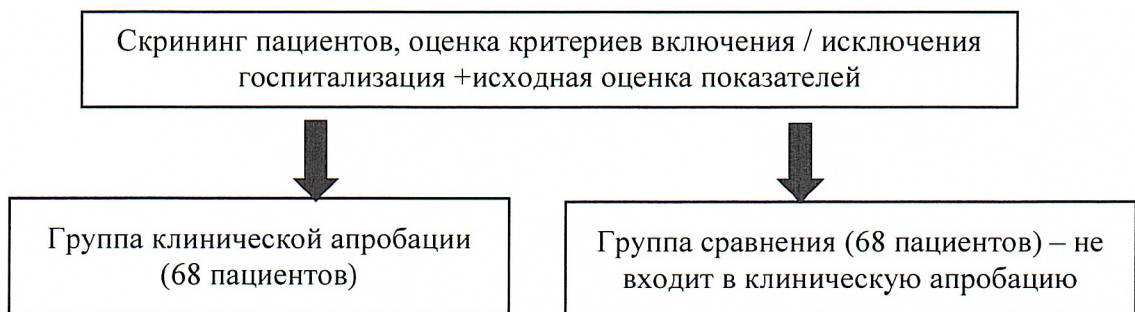 Скрининг пациентов, оценка критериев включения / исключения
госпитализация +исходная оценка показателей
Группа клинической апробации
(68 пациентов)
Группа сравнения (68 пациентов) – не
входит в клиническую апробацию